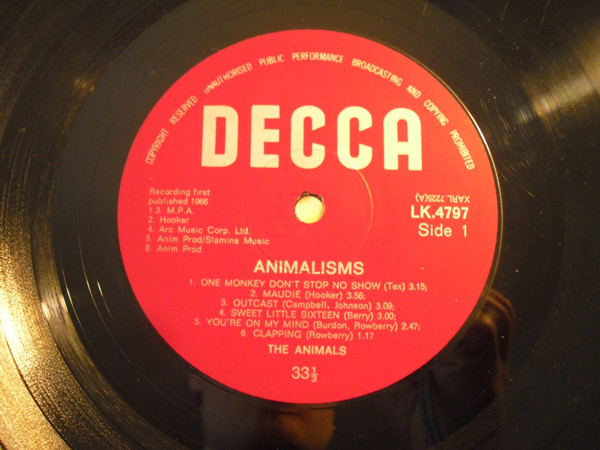 COPYRIGHT RESERVED UNAUTHORISED PUBLIC PERFORMANCE BROADCASTING AND COPYING PROHIBITED
DECCA
Recording first
published 1966
1.3. M.P.A.
2. Hooker
4. Arc Music Corp. Ltd.
5. Anim Prod/Slamina Music
6. Anim Prod.
XARL.7225(A)
LK.4797
Side 1
ANIMALISMS
1. ONE MONKEY DON'T STOP NO SHOW (Tex) 3.15;
2. MAUDIE (Hooker) 3.56;
3. OUTCAST (Campbell, Johnson) 3.09;
4. SWEET LITTLE SIXTEEN (Berry) 3.00;
5. YOU'RE ON MY MIND (Burdon, Rowberry) 2.47;
6. CLAPPING (Rowberry) 1.17
THE ANIMALS
33⅓